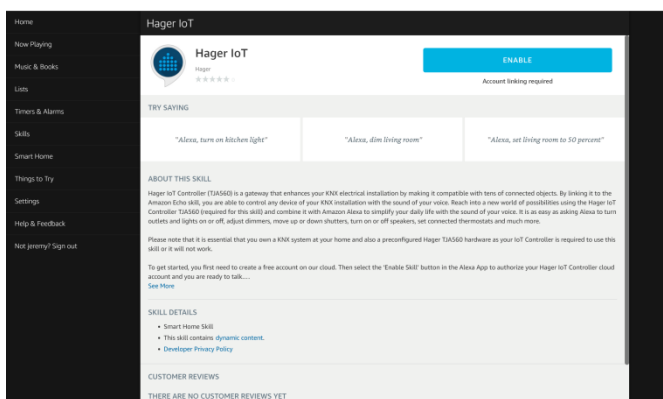 Home
Now Playing
Music & Books
Lists
Timers & Alarms
Skills
Smart Home
Things to Try
Settings
Help & Feedback
Not jeremy? Sign out
Hager IoT
Hager IoT
Hager
ENABLE
Account linking required
TRY SAYING
"Alexa, turn on kitchen light"
"Alexa, dim living room"
"Alexa, set living room to 50 percent"
ABOUT THIS SKILL
Hager IoT Controller (TJA560) is a gateway that enhances your KNX electrical installation by making it compatible with tens of connected objects. By linking it to the
Amazon Echo skill, you are able to control any device of your KNX installation with the sound of your voice. Reach into a new world of possibilities using the Hager IoT
Controller TJA560 (required for this skill) and combine it with Amazon Alexa to simplify your daily life with the sound of your voice. It is as easy as asking Alexa to turn
outlets and lights on or off, adjust dimmers, move up or down shutters, turn on or off speakers, set connected thermostats and much more.
Please note that it is essential that you own a KNX system at your home and also a preconfigured Hager TJA560 hardware as your IoT Controller is required to use this
skill or it will not work.
To get started, you first need to create a free account on our cloud. Then select the 'Enable Skill' button in the Alexa App to authorize your Hager IoT Controller cloud
account and you are ready to talk....
See More
SKILL DETAILS
• Smart Home Skill
• This skill contains dynamic content.
• Developer Privacy Policy
CUSTOMER REVIEWS
THERE ARE NO CUSTOMER REVIEWS YET